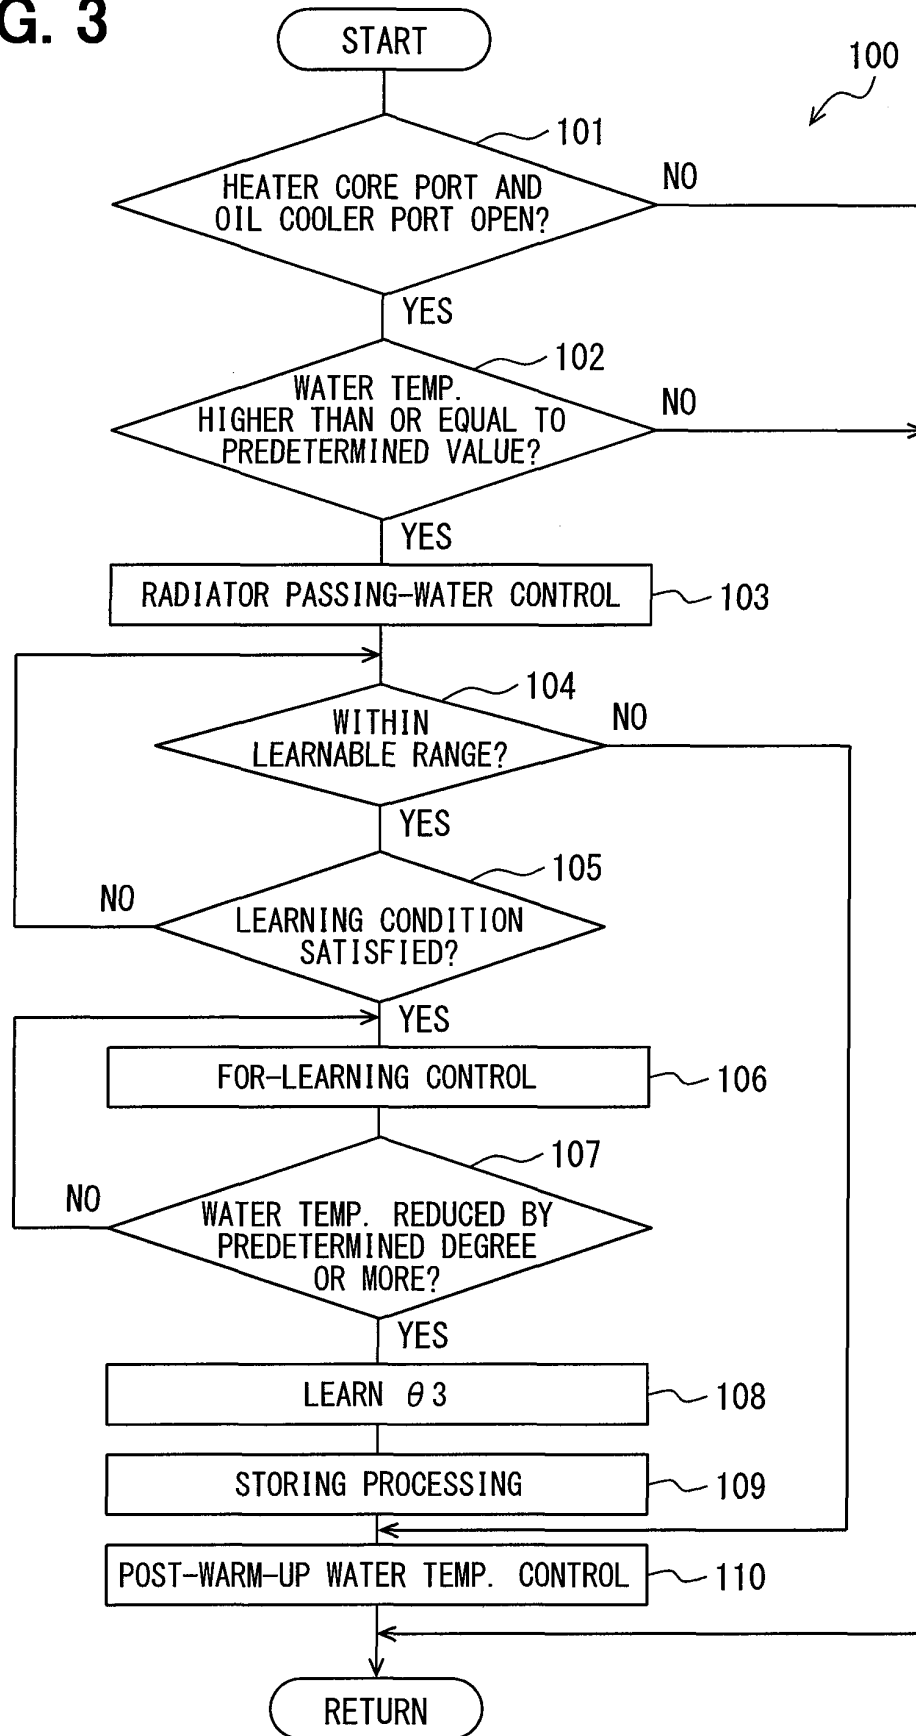 G. 3
START
100
101
HEATER CORE PORT AND
OIL COOLER PORT OPEN?
NO
YES
102
WATER TEMP.
HIGHER THAN OR EQUAL TO
PREDETERMINED VALUE?
NO
YES
RADIATOR PASSING-WATER CONTROL
103
104
WITHIN
LEARNABLE RANGE?
NO
YES
105
LEARNING CONDITION
SATISFIED?
NO
YES
FOR-LEARNING CONTROL
106
107
WATER TEMP. REDUCED BY
PREDETERMINED DEGREE
OR MORE?
NO
YES
LEARN θ3
108
STORING PROCESSING
109
POST-WARM-UP WATER TEMP. CONTROL
110
RETURN